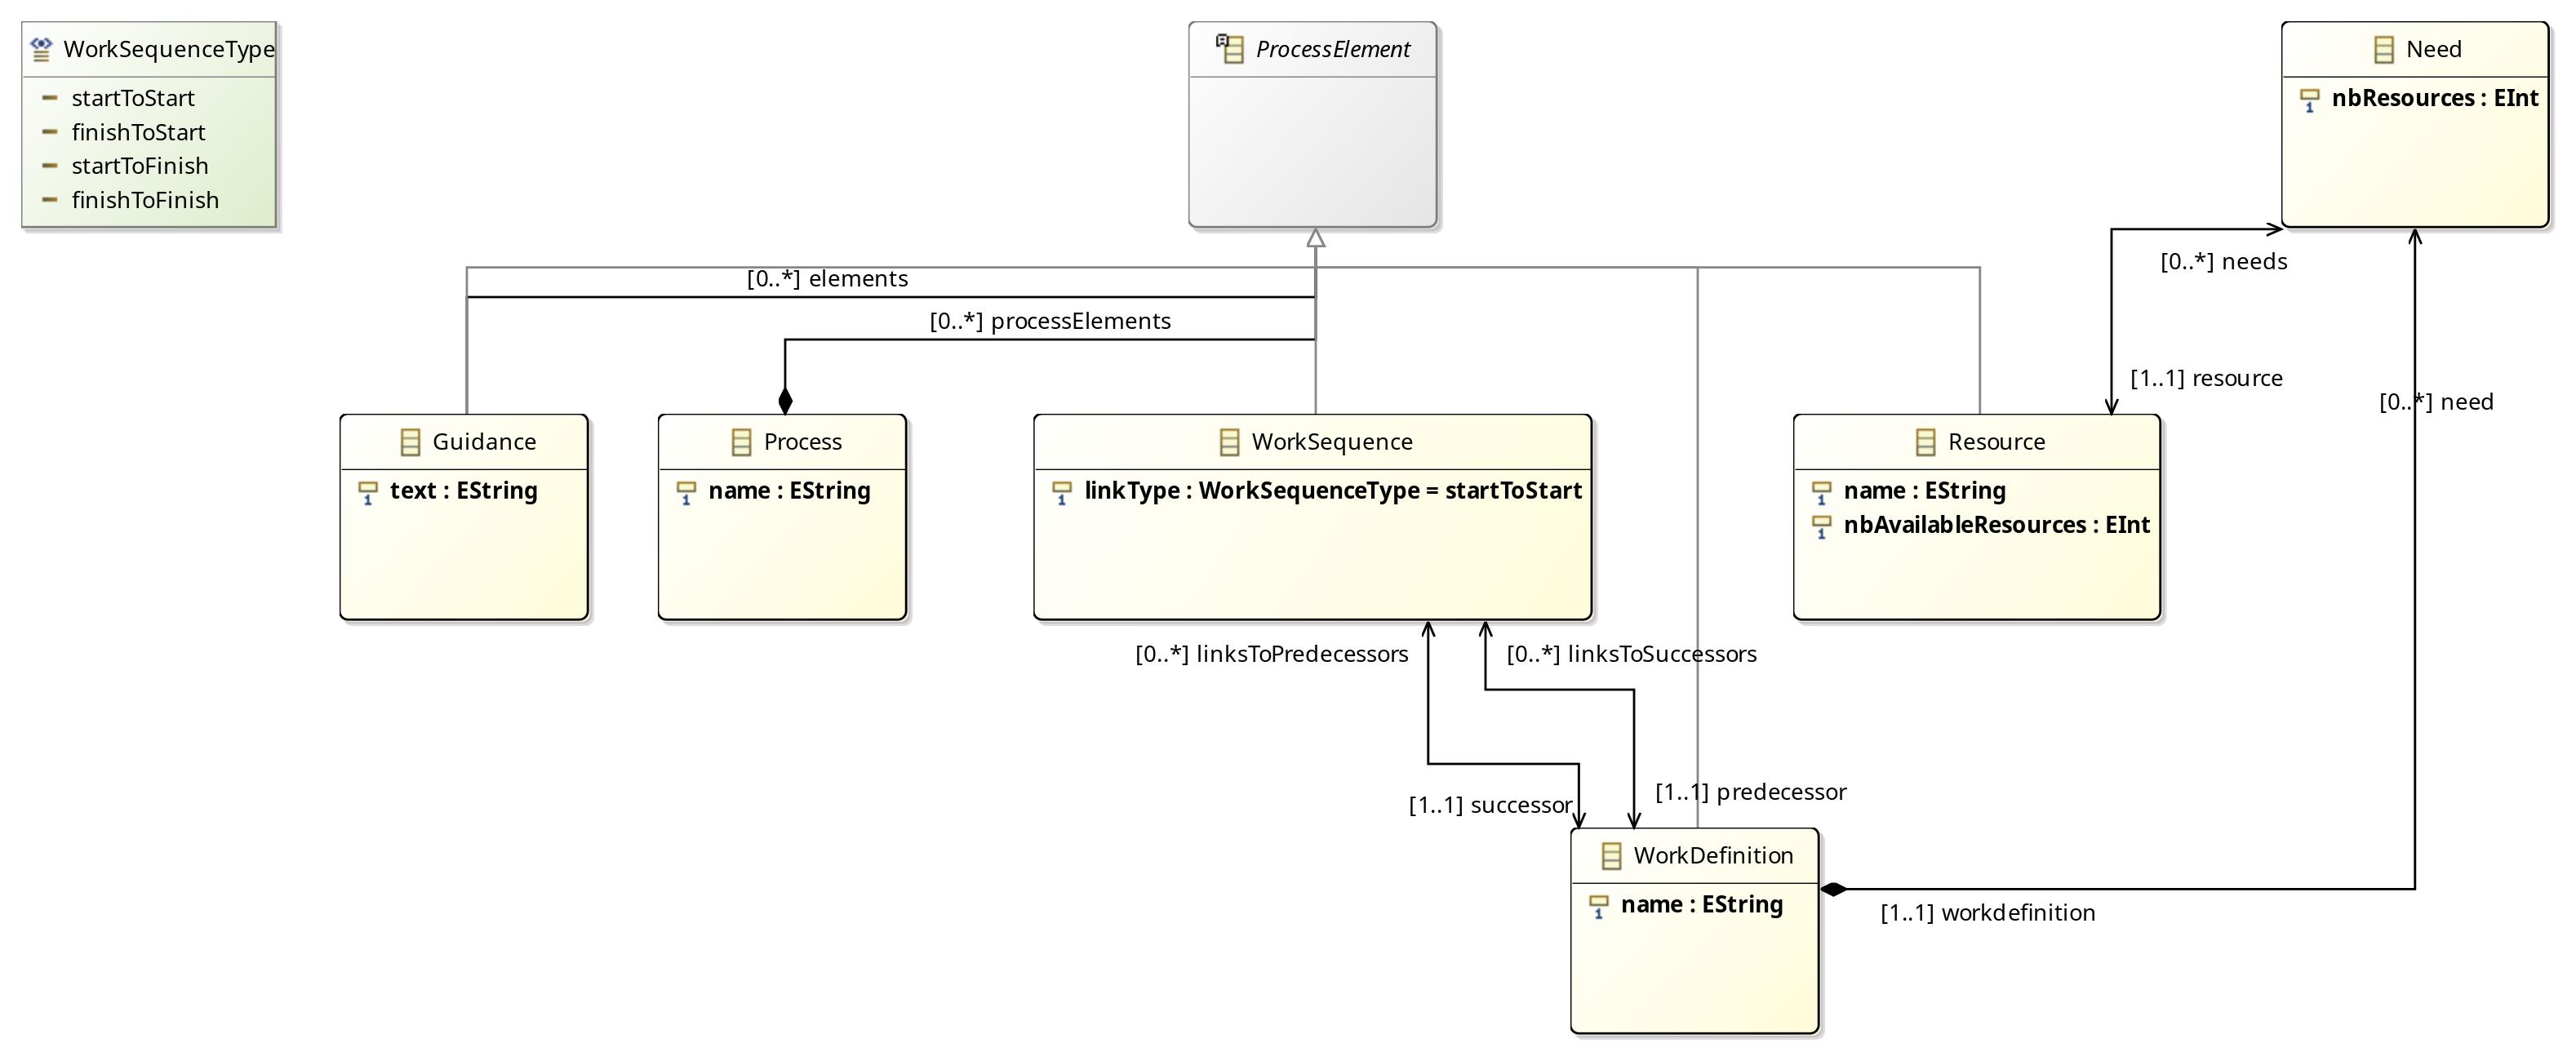 WorkSequenceType
startToStart
finishToStart
startToFinish
finishToFinish
ProcessElement
Need
nbResources : EInt
[0..*] elements
[0..*] processElements
[0..*] needs
[1..1] resource
[0..*] need
Guidance
text : EString
Process
name : EString
WorkSequence
linkType : WorkSequenceType = startToStart
Resource
name : EString
nbAvailableResources : EInt
[0..*] linksToPredecessors
[0..*] linksToSuccessors
[1..1] successor
[1..1] predecessor
WorkDefinition
name : EString
[1..1] workdefinition